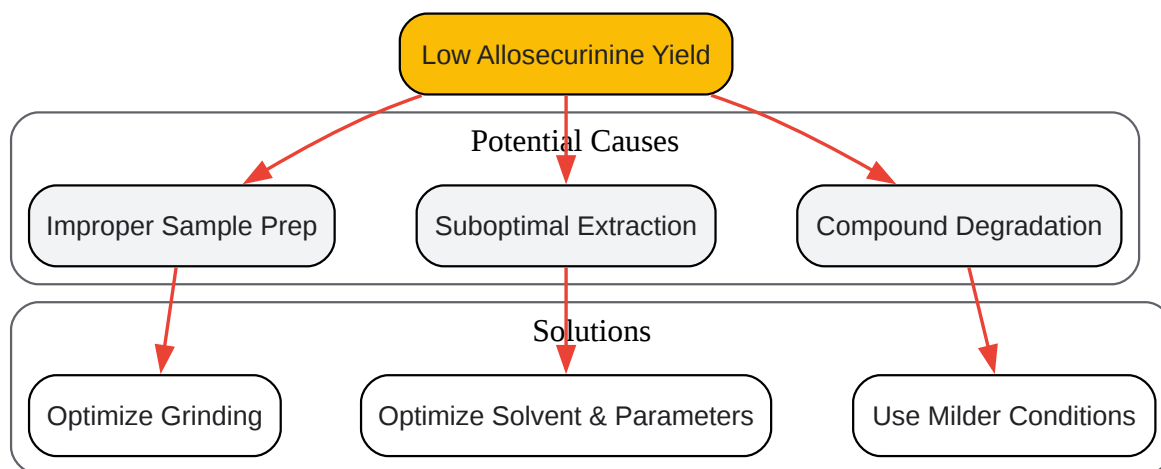 Low Allosecurinine Yield
Potential Causes
Improper Sample Prep
Suboptimal Extraction
Compound Degradation
Solutions
Optimize Grinding
Optimize Solvent & Parameters
Use Milder Conditions